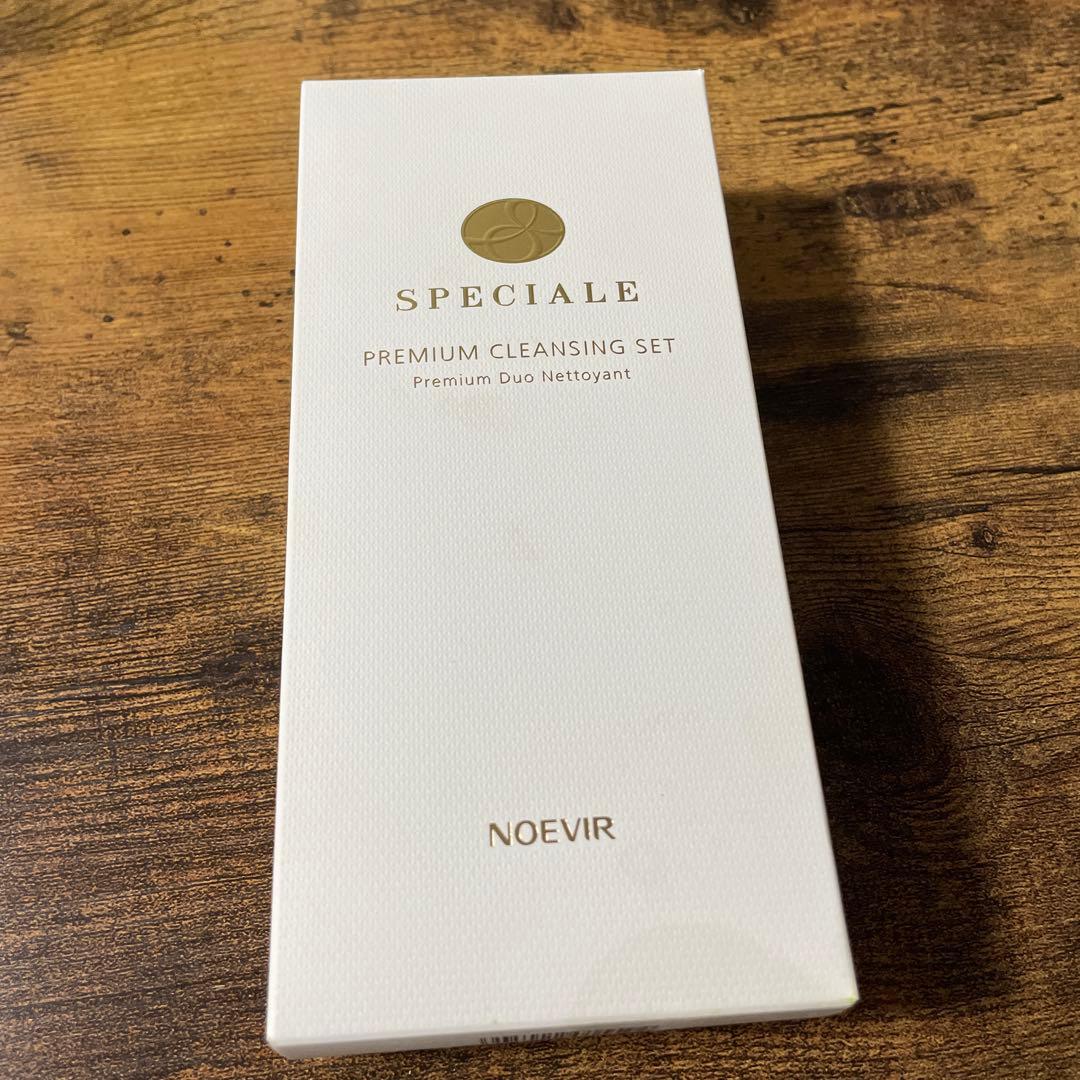 SPECIALE
PREMIUM CLEANSING SET
Premium Duo Nettoyant
NOEVIR